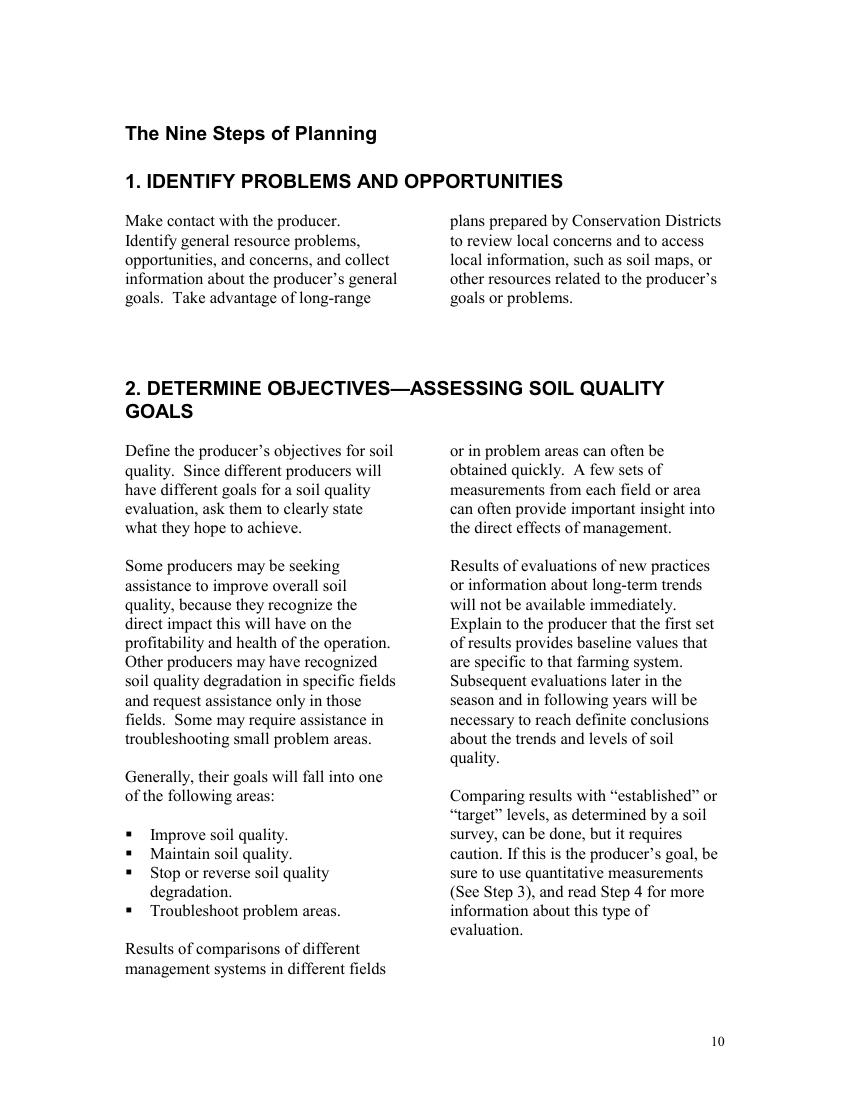 The Nine Steps of Planning
1. IDENTIFY PROBLEMS AND OPPORTUNITIES
Make contact with the producer.
Identify general resource problems,
opportunities, and concerns, and collect
information about the producer’s general
goals.  Take advantage of long-range
plans prepared by Conservation Districts
to review local concerns and to access
local information, such as soil maps, or
other resources related to the producer’s
goals or problems.
2. DETERMINE OBJECTIVES—ASSESSING SOIL QUALITY
GOALS
Define the producer’s objectives for soil
quality.  Since different producers will
have different goals for a soil quality
evaluation, ask them to clearly state
what they hope to achieve.
Some producers may be seeking
assistance to improve overall soil
quality, because they recognize the
direct impact this will have on the
profitability and health of the operation.
Other producers may have recognized
soil quality degradation in specific fields
and request assistance only in those
fields.  Some may require assistance in
troubleshooting small problem areas.
Generally, their goals will fall into one
of the following areas:
▪ Improve soil quality.
▪ Maintain soil quality.
▪ Stop or reverse soil quality
degradation.
▪ Troubleshoot problem areas.
Results of comparisons of different
management systems in different fields
or in problem areas can often be
obtained quickly.  A few sets of
measurements from each field or area
can often provide important insight into
the direct effects of management.
Results of evaluations of new practices
or information about long-term trends
will not be available immediately.
Explain to the producer that the first set
of results provides baseline values that
are specific to that farming system.
Subsequent evaluations later in the
season and in following years will be
necessary to reach definite conclusions
about the trends and levels of soil
quality.
Comparing results with “established” or
“target” levels, as determined by a soil
survey, can be done, but it requires
caution. If this is the producer’s goal, be
sure to use quantitative measurements
(See Step 3), and read Step 4 for more
information about this type of
evaluation.
10